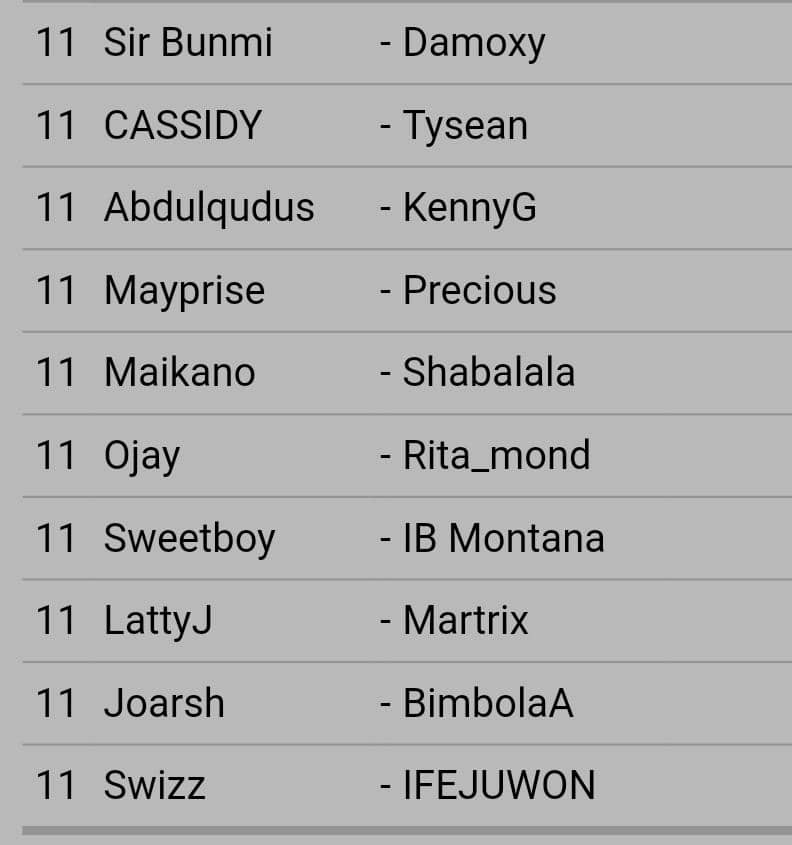 11 Sir Bunmi - Damoxy
11 CASSIDY - Tysean
11 Abdulqudus - KennyG
11 Mayprise - Precious
11 Maikano - Shabalala
11 Ojay - Rita_mond
11 Sweetboy - IB Montana
11 LattyJ - Martrix
11 Joarsh - BimbolaA
11 Swizz - IFEJUWON